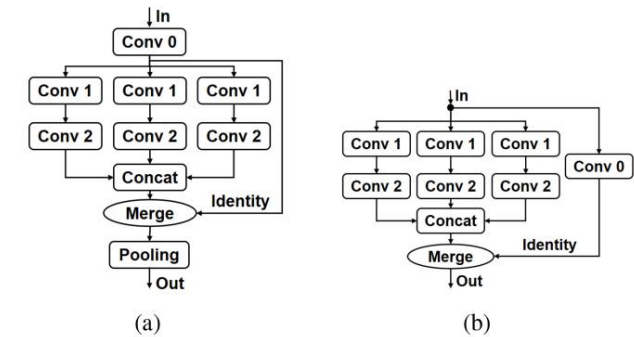 In
Conv 0
Conv 1 Conv 1 Conv 1
Conv 2 Conv 2 Conv 2
Concat
Identity
Merge
Pooling
Out
(a)
In
Conv 1 Conv 1 Conv 1
Conv 0
Conv 2 Conv 2 Conv 2
Concat
Identity
Merge
Out
(b)